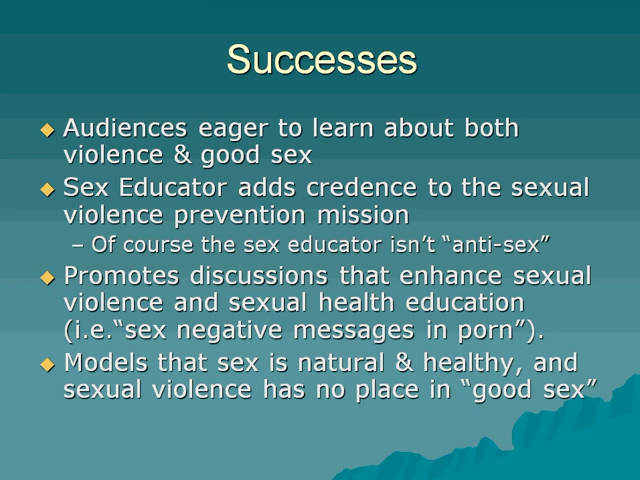 Successes
◆ Audiences eager to learn about both
violence & good sex
◆ Sex Educator adds credence to the sexual
violence prevention mission
– Of course the sex educator isn’t “anti-sex”
◆ Promotes discussions that enhance sexual
violence and sexual health education
(i.e.“sex negative messages in porn”).
◆ Models that sex is natural & healthy, and
sexual violence has no place in “good sex”